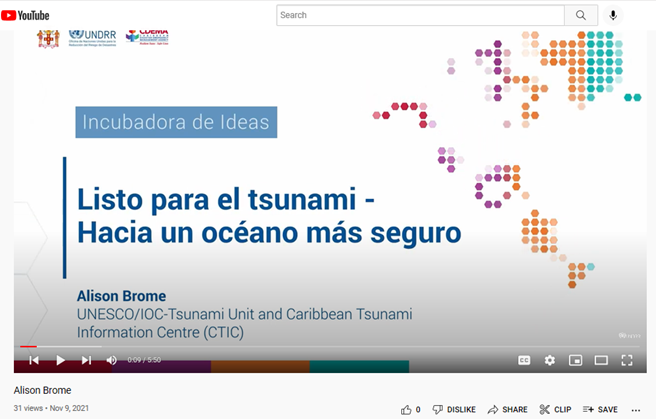 YouTube
Search
UNDRR
CDEMA
Incubadora de Ideas
Listo para el tsunami -
Hacia un océano más seguro
Alison Brome
UNESCO/IOC-Tsunami Unit and Caribbean Tsunami
Information Centre (CTIC)
0:09 / 5:50
CC
Alison Brome
31 views • Nov 9, 2021
0 DISLIKE SHARE CLIP SAVE